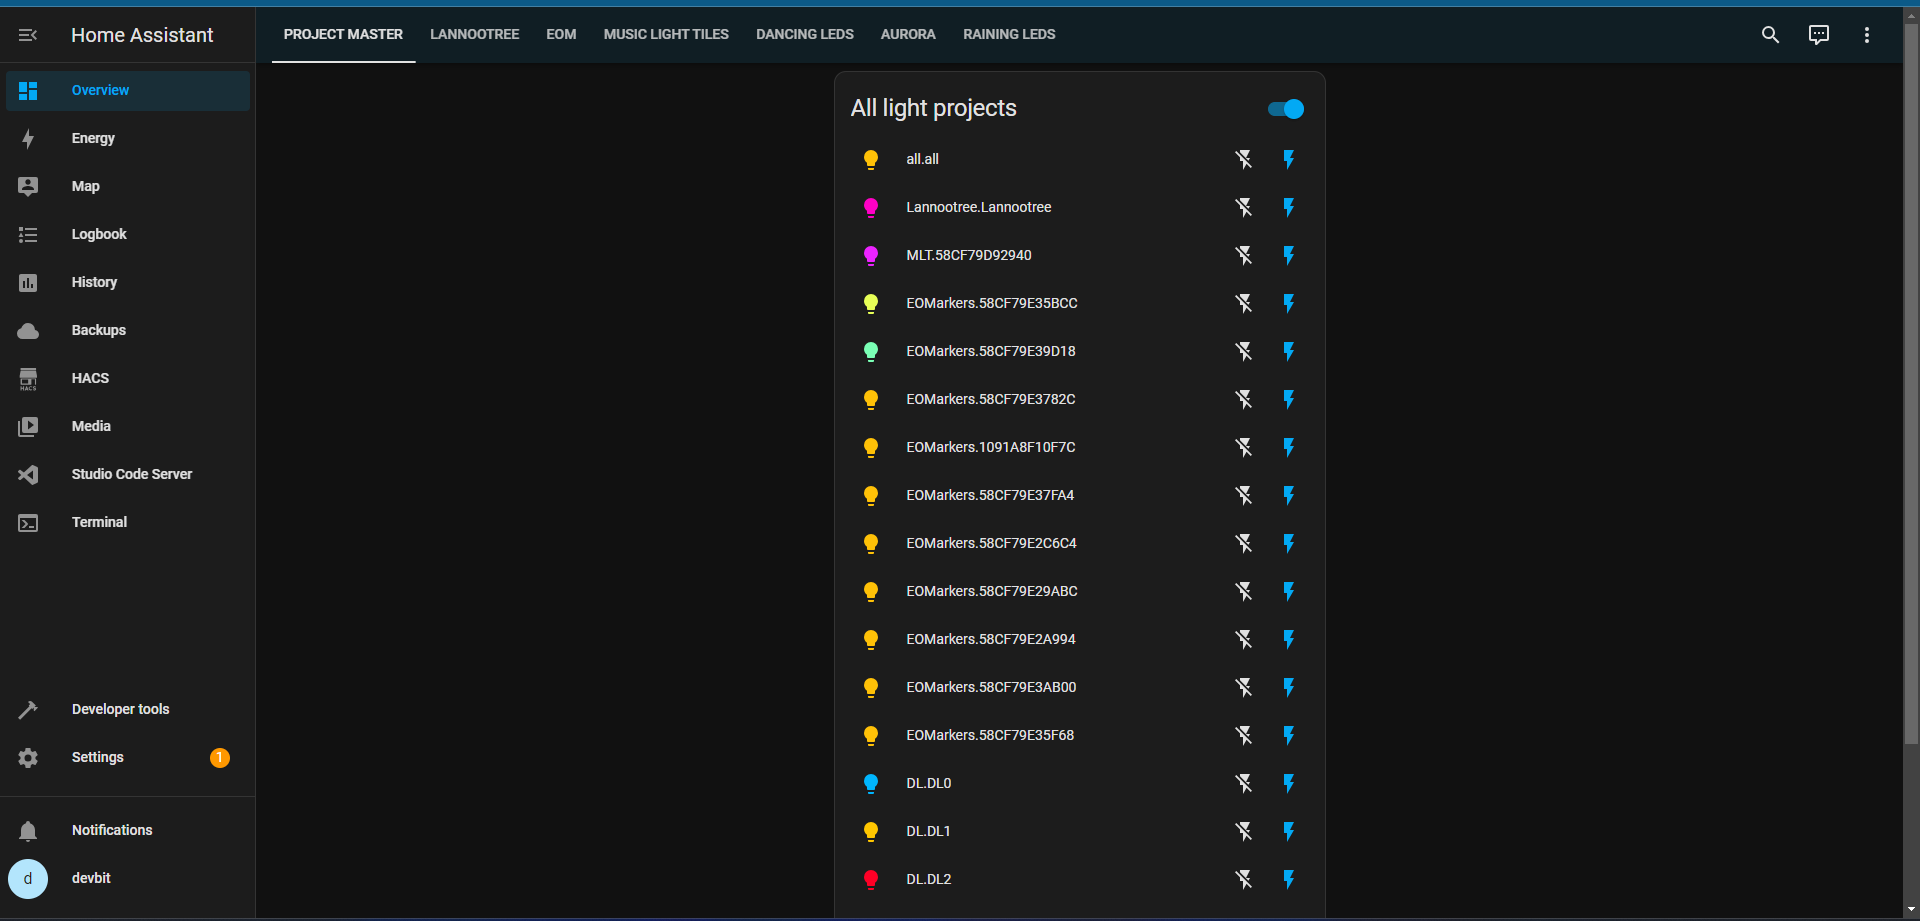 Home Assistant
PROJECT MASTER
LANNOOTREE
EOM
MUSIC LIGHT TILES
DANCING LEDS
AURORA
RAINING LEDS
Overview
Energy
Map
Logbook
History
Backups
HACS
HACS
Media
Studio Code Server
Terminal
Developer tools
Settings
1
Notifications
d
devbit
All light projects
all.all
Lannootree.Lannootree
MLT.58CF79D92940
EOMarkers.58CF79E35BCC
EOMarkers.58CF79E39D18
EOMarkers.58CF79E3782C
EOMarkers.1091A8F10F7C
EOMarkers.58CF79E37FA4
EOMarkers.58CF79E2C6C4
EOMarkers.58CF79E29ABC
EOMarkers.58CF79E2A994
EOMarkers.58CF79E3AB00
EOMarkers.58CF79E35F68
DL.DL0
DL.DL1
DL.DL2